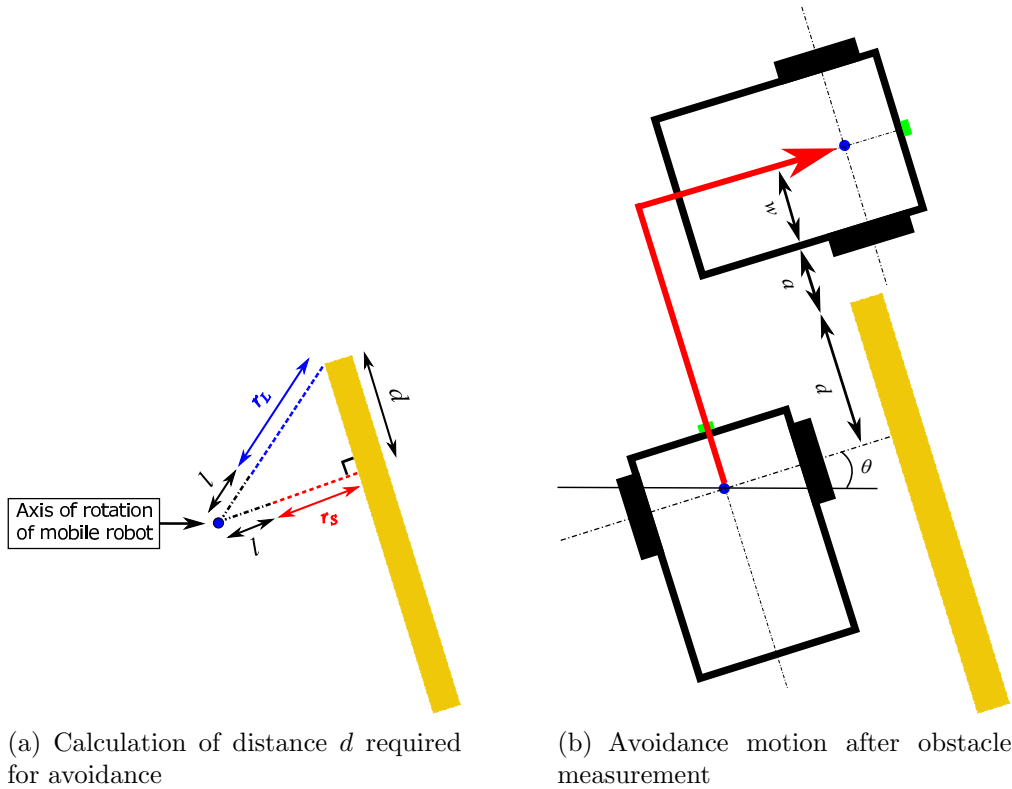 w
a
d
θ
r_L
d
l
r_S
l
Axis of rotation
of mobile robot
(a) Calculation of distance d required
for avoidance
(b) Avoidance motion after obstacle
measurement